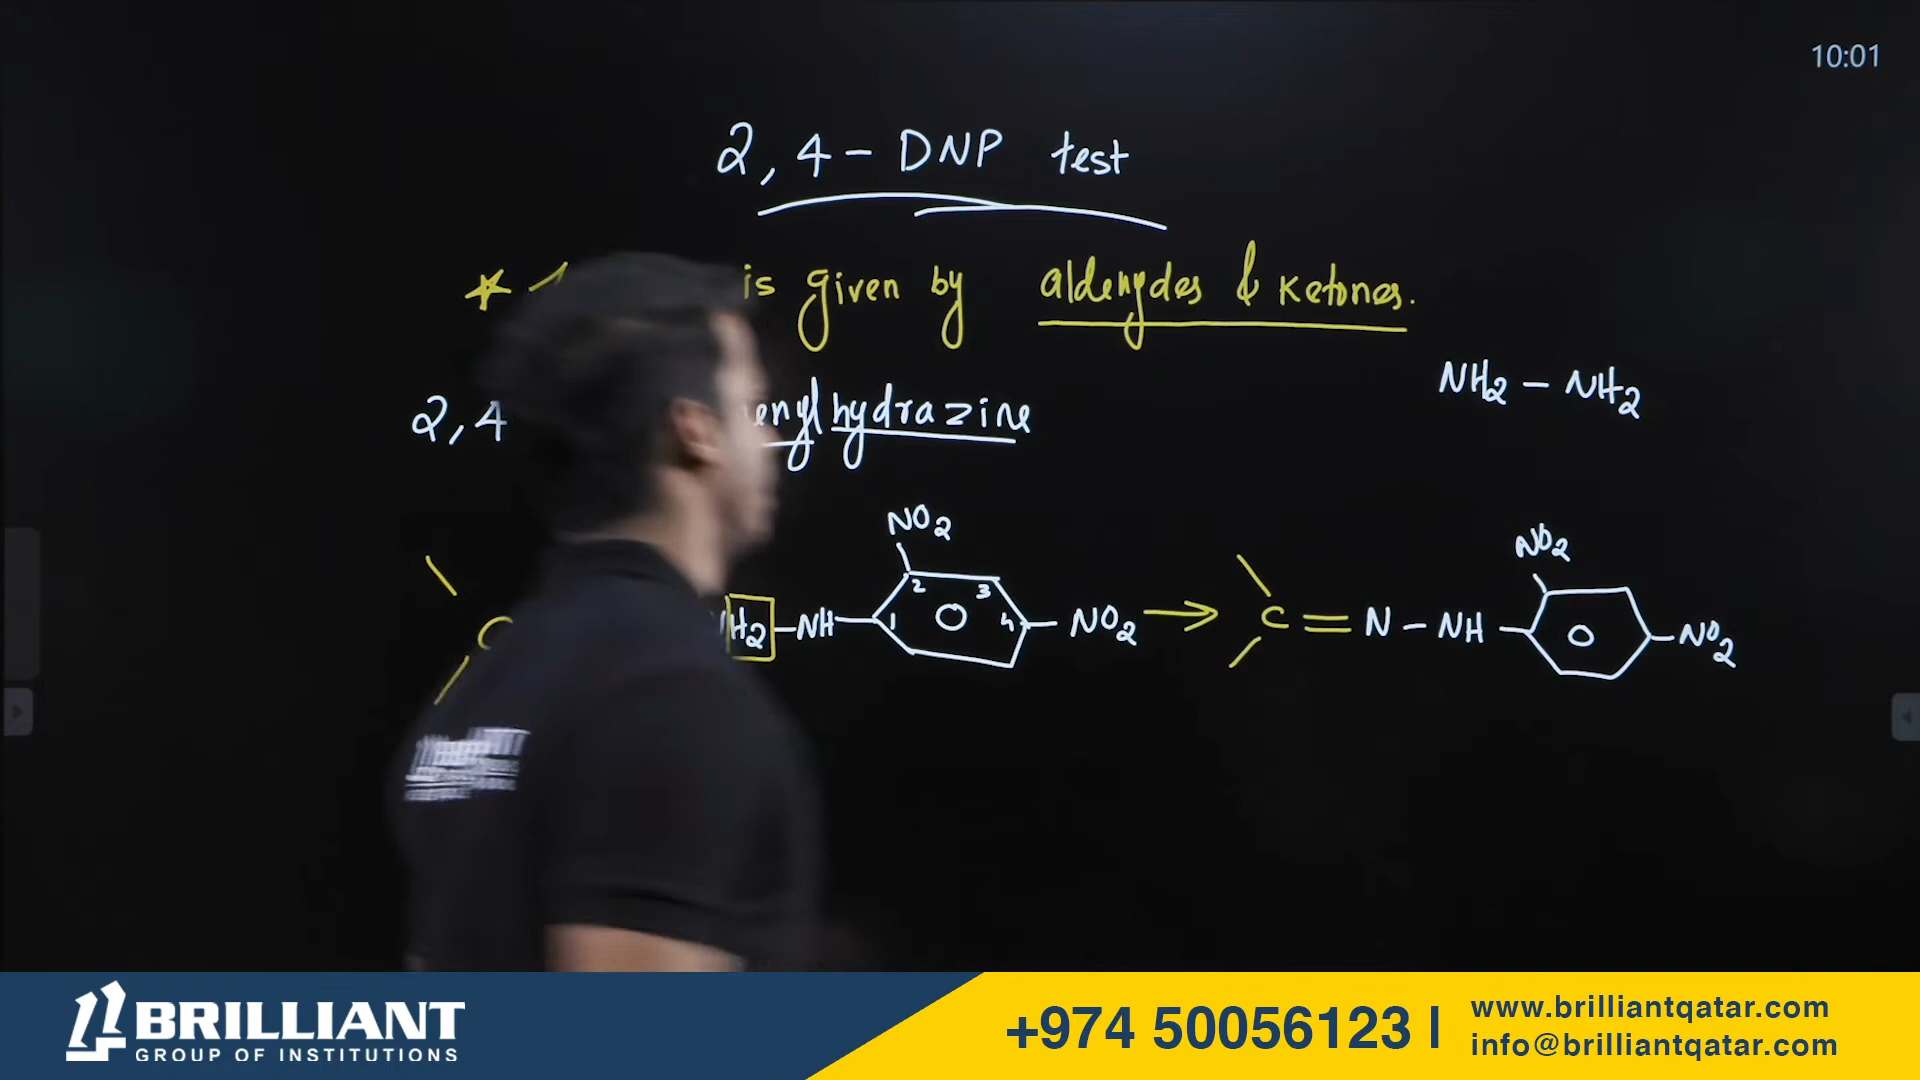 10:01
2,4- DNP test
is given by aldehydes & ketones.
NH2 - NH2
2,4 enylhydrazine
NO2
NO2
C H2 - NH - 1 2 3 4 - NO2 → C = N - NH - NO2
BRILLIANT
GROUP OF INSTITUTIONS
+974 50056123 |
www.brilliantqatar.com
info@brilliantqatar.com